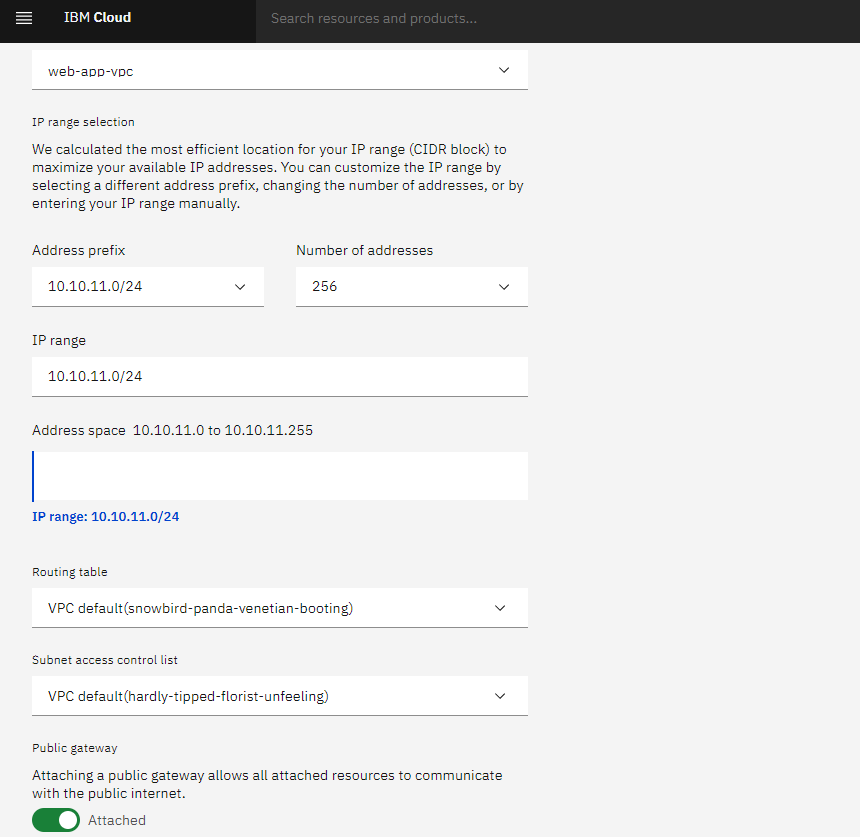 IBM Cloud
Search resources and products...
web-app-vpc
IP range selection
We calculated the most efficient location for your IP range (CIDR block) to
maximize your available IP addresses. You can customize the IP range by
selecting a different address prefix, changing the number of addresses, or by
entering your IP range manually.
Address prefix
Number of addresses
10.10.11.0/24
256
IP range
10.10.11.0/24
Address space 10.10.11.0 to 10.10.11.255
IP range: 10.10.11.0/24
Routing table
VPC default(snowbird-panda-venetian-booting)
Subnet access control list
VPC default(hardly-tipped-florist-unfeeling)
Public gateway
Attaching a public gateway allows all attached resources to communicate
with the public internet.
Attached